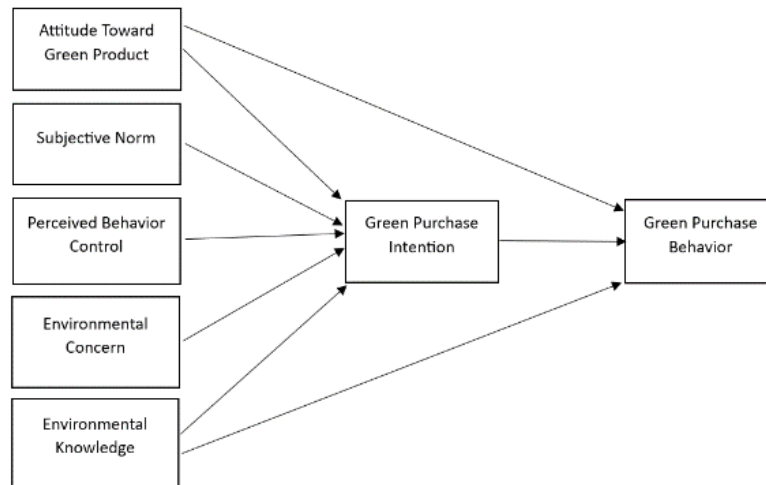 Attitude Toward
Green Product
Subjective Norm
Perceived Behavior
Control
Environmental
Concern
Environmental
Knowledge
Green Purchase
Intention
Green Purchase
Behavior